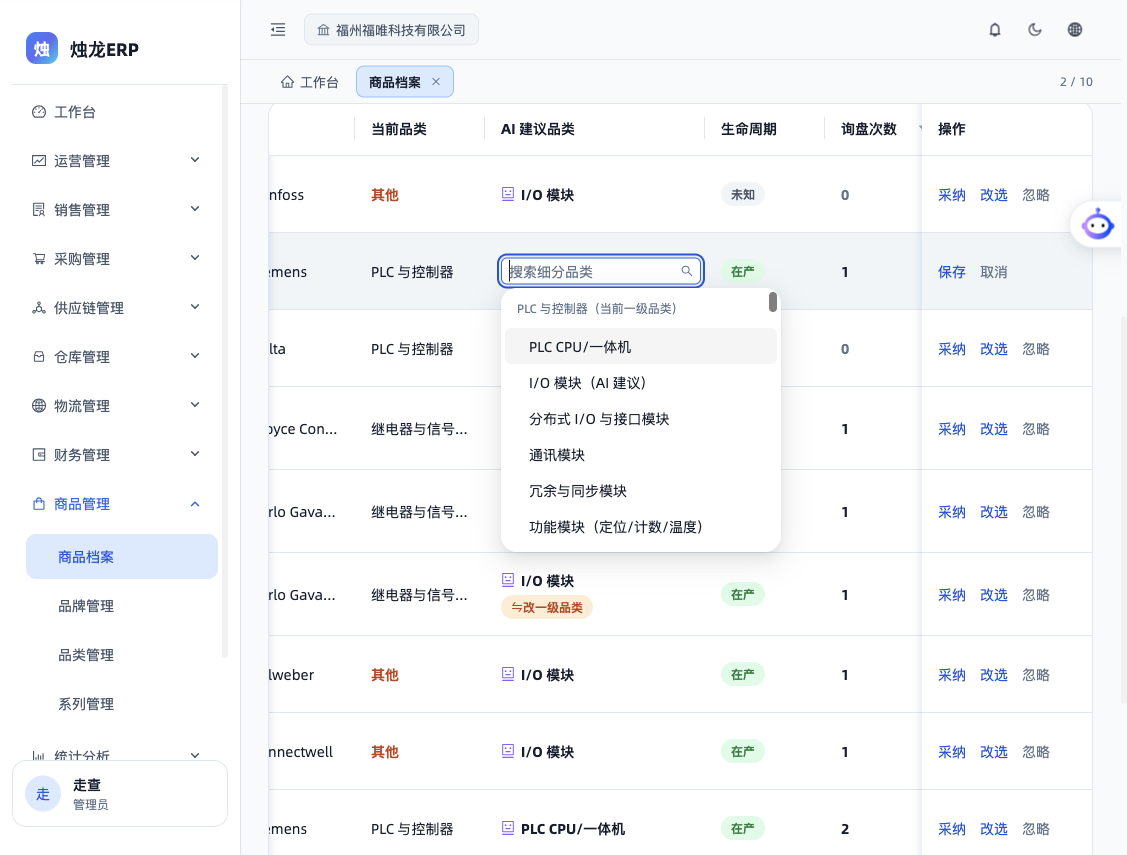 烛 烛龙ERP
福州福唯科技有限公司
工作台
商品档案
2 / 10
工作台
运营管理
销售管理
采购管理
供应链管理
仓库管理
物流管理
财务管理
商品管理
商品档案
品牌管理
品类管理
系列管理
统计分析
走
走查
管理员
当前品类 AI 建议品类 生命周期 询盘次数 操作
nfoss 其他 I/O 模块 未知 0 采纳 改选 忽略
emens PLC 与控制器 搜索细分品类 在产 1 保存 取消
PLC 与控制器（当前一级品类）
PLC CPU/一体机
I/O 模块（AI 建议）
分布式 I/O 与接口模块
通讯模块
冗余与同步模块
功能模块（定位/计数/温度）
lta PLC 与控制器 0 采纳 改选 忽略
oyce Con... 继电器与信号... 1 采纳 改选 忽略
rlo Gava... 继电器与信号... 1 采纳 改选 忽略
rlo Gava... 继电器与信号... I/O 模块 在产 1 采纳 改选 忽略
改一级品类
lweber 其他 I/O 模块 在产 1 采纳 改选 忽略
nnectwell 其他 I/O 模块 在产 1 采纳 改选 忽略
emens PLC 与控制器 PLC CPU/一体机 在产 2 采纳 改选 忽略